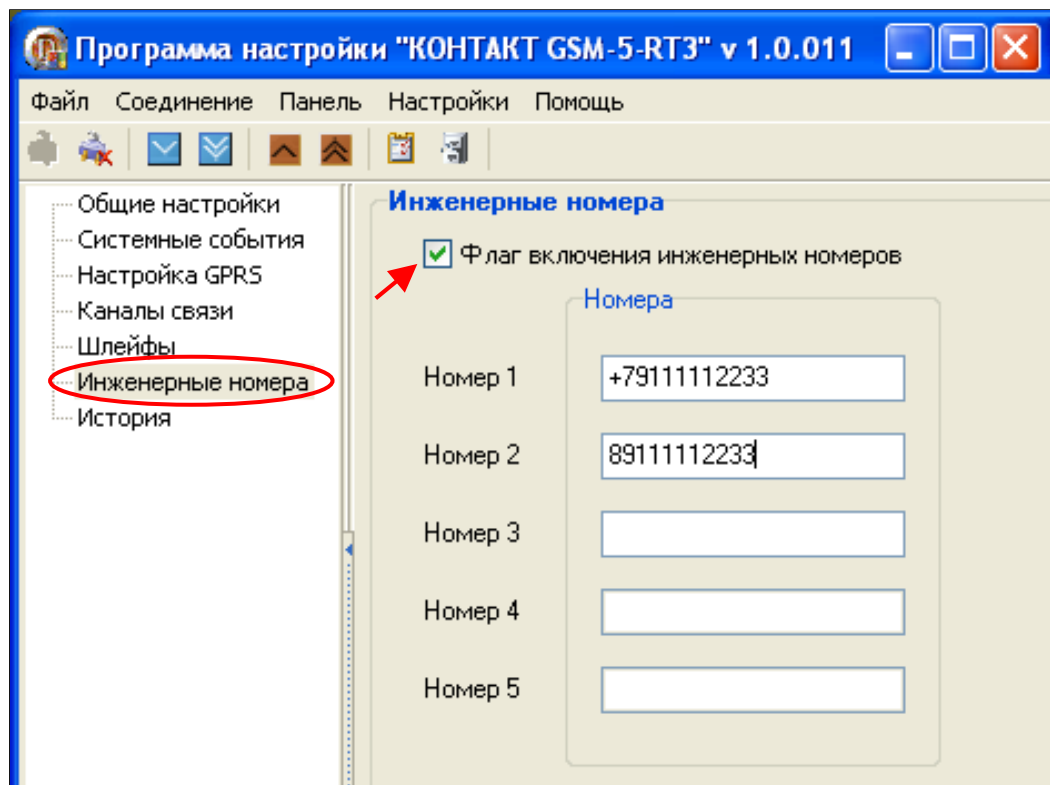 Программа настройки "КОНТАКТ GSM-5-RT3" v 1.0.011
Файл Соединение Панель Настройки Помощь
Общие настройки
Системные события
Настройка GPRS
Каналы связи
Шлейфы
Инженерные номера
История
Инженерные номера
Флаг включения инженерных номеров
Номера
Номер 1 +79111112233
Номер 2 89111112233
Номер 3
Номер 4
Номер 5